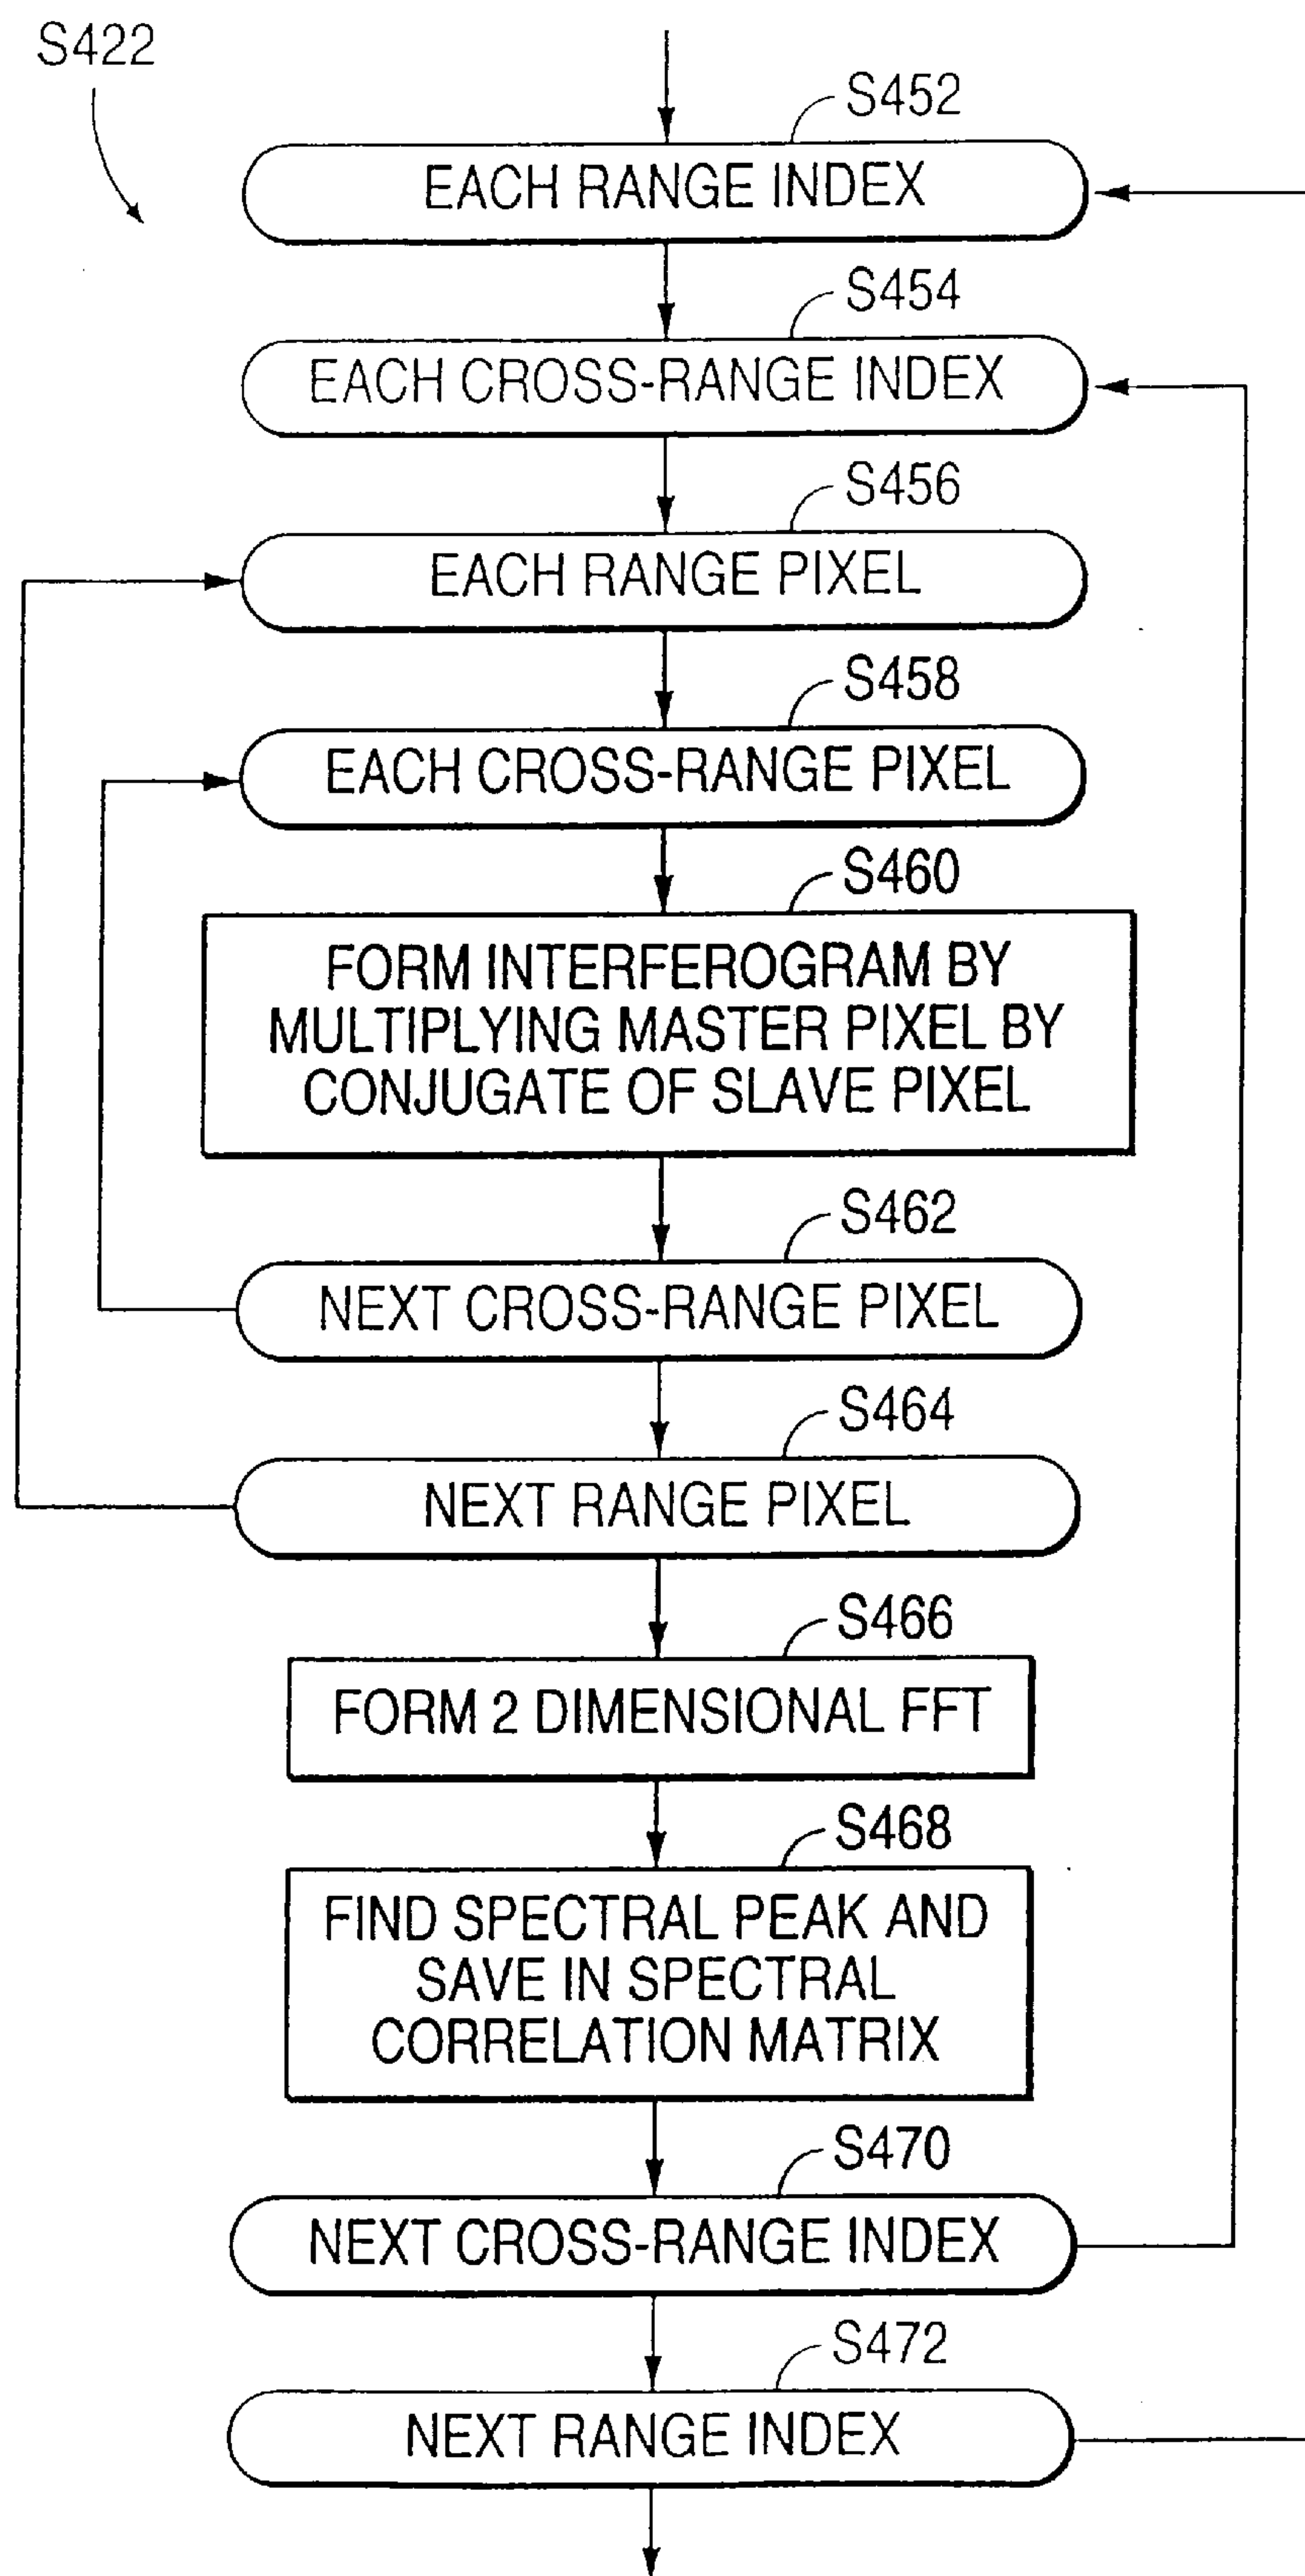 S422
S452
EACH RANGE INDEX
S454
EACH CROSS-RANGE INDEX
S456
EACH RANGE PIXEL
S458
EACH CROSS-RANGE PIXEL
S460
FORM INTERFEROGRAM BY
MULTIPLYING MASTER PIXEL BY
CONJUGATE OF SLAVE PIXEL
S462
NEXT CROSS-RANGE PIXEL
S464
NEXT RANGE PIXEL
S466
FORM 2 DIMENSIONAL FFT
S468
FIND SPECTRAL PEAK AND
SAVE IN SPECTRAL
CORRELATION MATRIX
S470
NEXT CROSS-RANGE INDEX
S472
NEXT RANGE INDEX